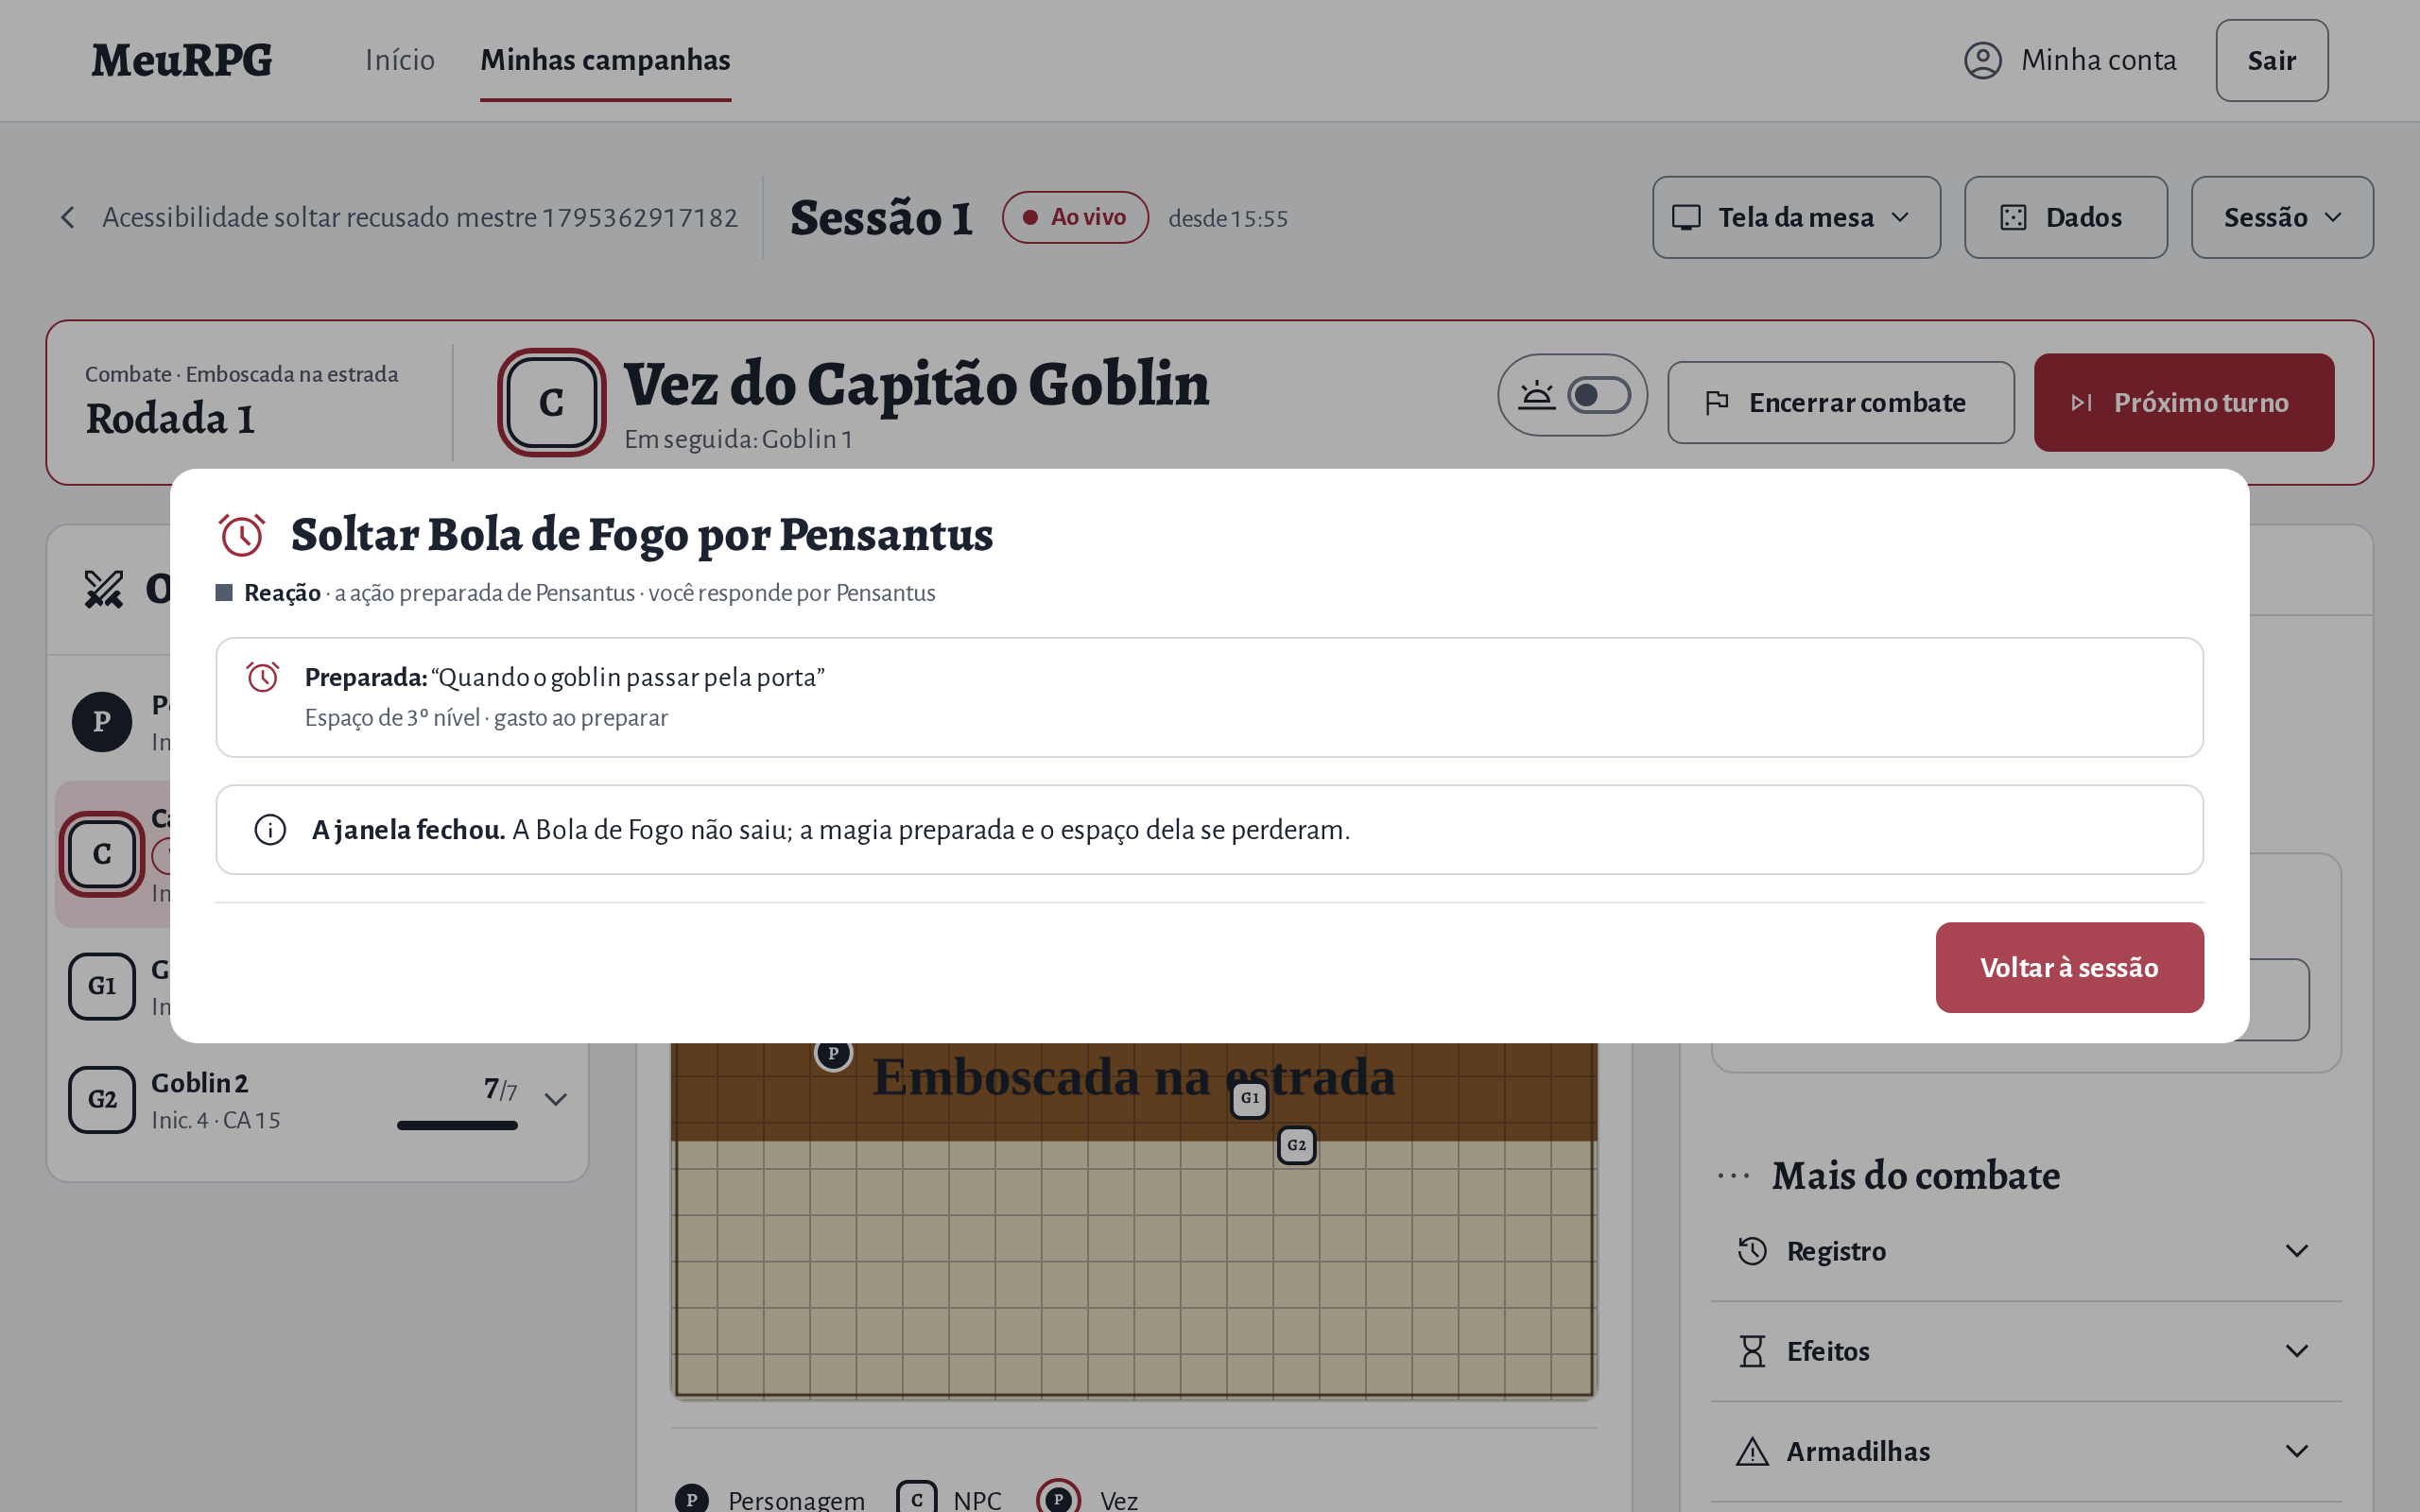 MeuRPG
Início
Minhas campanhas
Minha conta
Sair
Acessibilidade soltar recusado mestre 1795362917182
Sessão 1
Ao vivo
desde 15:55
Tela da mesa
Dados
Sessão
Combate · Emboscada na estrada
Rodada 1
C
Vez do Capitão Goblin
Em seguida: Goblin 1
Encerrar combate
Próximo turno
Soltar Bola de Fogo por Pensantus
Reação · a ação preparada de Pensantus · você responde por Pensantus
Preparada: “Quando o goblin passar pela porta”
Espaço de 3º nível · gasto ao preparar
A janela fechou. A Bola de Fogo não saiu; a magia preparada e o espaço dela se perderam.
Voltar à sessão
P
C
G1
G2
Goblin 2
Inic. 4 · CA 15
7/7
P
Emboscada na estrada
G1
G2
P
Personagem
C
NPC
P
Vez
Mais do combate
Registro
Efeitos
Armadilhas